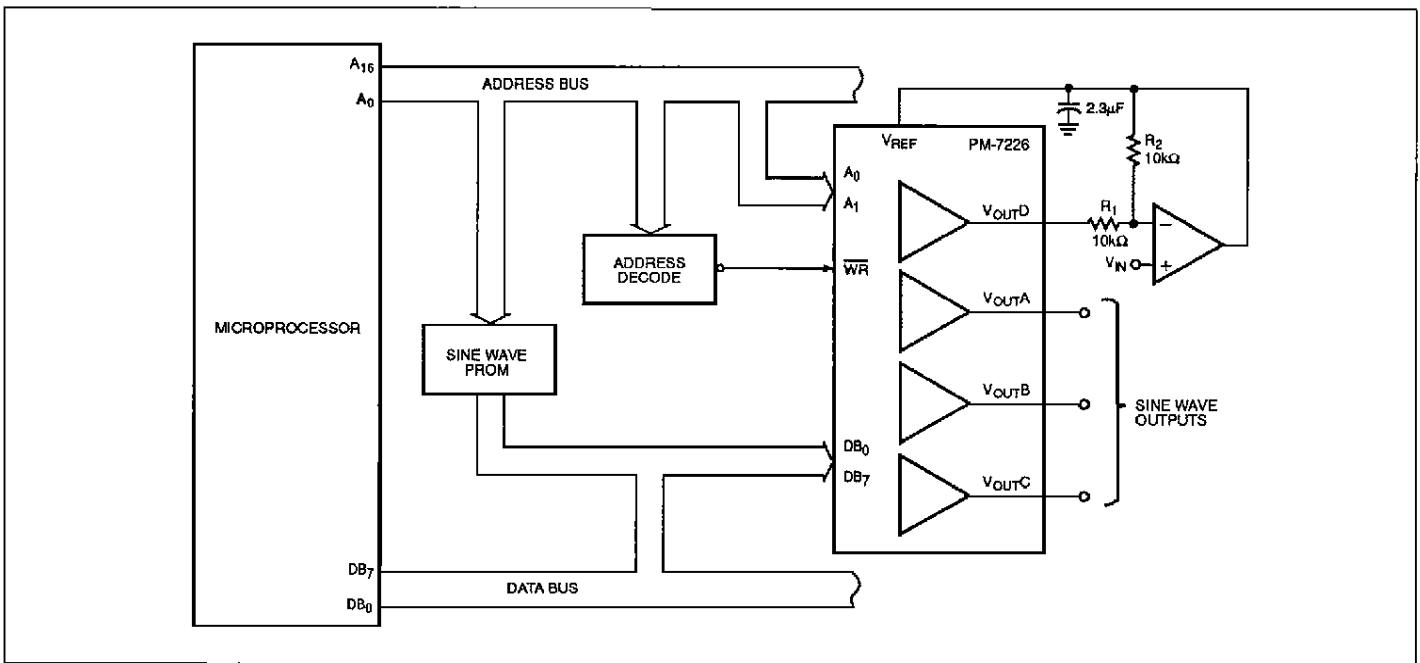 MICROPROCESSOR
A16
A0
ADDRESS BUS
ADDRESS
DECODE
SINE WAVE
PROM
DB7
DB0
DATA BUS
VREF
PM-7226
A0
A1
WR
DB0
DB7
VOUTD
VOUTA
VOUTB
VOUTC
2.3µF
R2
10kΩ
R1
10kΩ
−
VIN
+
SINE WAVE
OUTPUTS